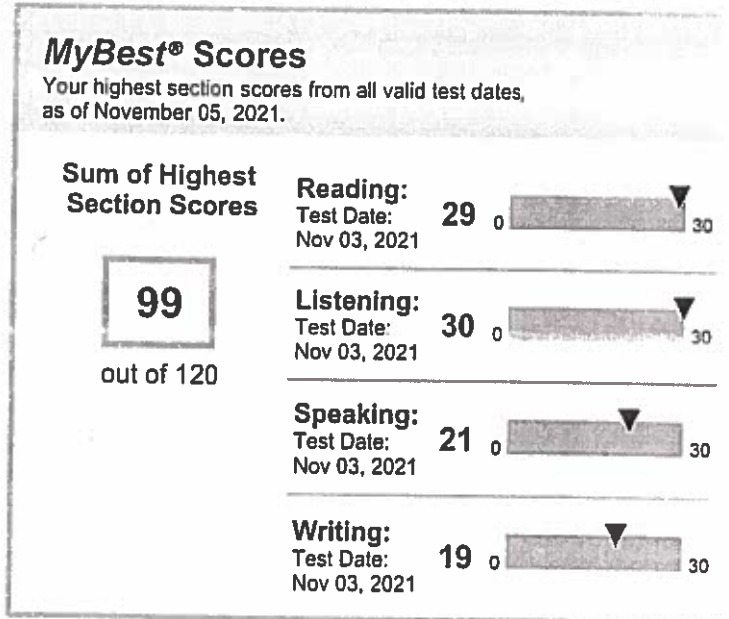 MyBest® Scores
Your highest section scores from all valid test dates,
as of November 05, 2021.
Sum of Highest
Section Scores
99
out of 120
Reading:
Test Date:
Nov 03, 2021
29
0
30
Listening:
Test Date:
Nov 03, 2021
30
0
30
Speaking:
Test Date:
Nov 03, 2021
21
0
30
Writing:
Test Date:
Nov 03, 2021
19
0
30